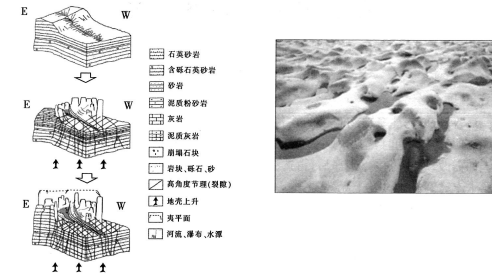 E
W
E
W
E
W
石英砂岩
含砾石英砂岩
砂岩
泥质粉砂岩
灰岩
泥质灰岩
崩塌石块
岩块、砾石、砂
高角度节理(裂隙)
地壳上升
夷平面
河流、瀑布、水潭